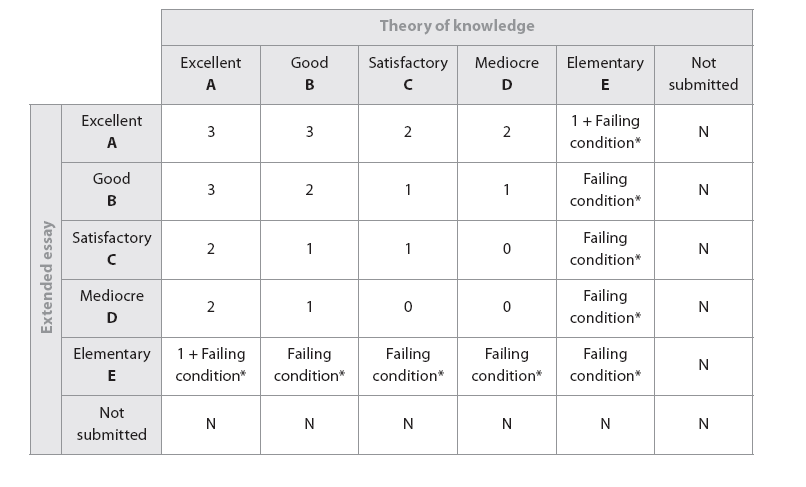 Theory of knowledge
Excellent
A
Good
B
Satisfactory
C
Mediocre
D
Elementary
E
Not
submitted
Extended essay
Excellent
A
3
3
2
2
1 + Failing
condition*
N
Good
B
3
2
1
1
Failing
condition*
N
Satisfactory
C
2
1
1
0
Failing
condition*
N
Mediocre
D
2
1
0
0
Failing
condition*
N
Elementary
E
1 + Failing
condition*
Failing
condition*
Failing
condition*
Failing
condition*
Failing
condition*
N
Not
submitted
N
N
N
N
N
N